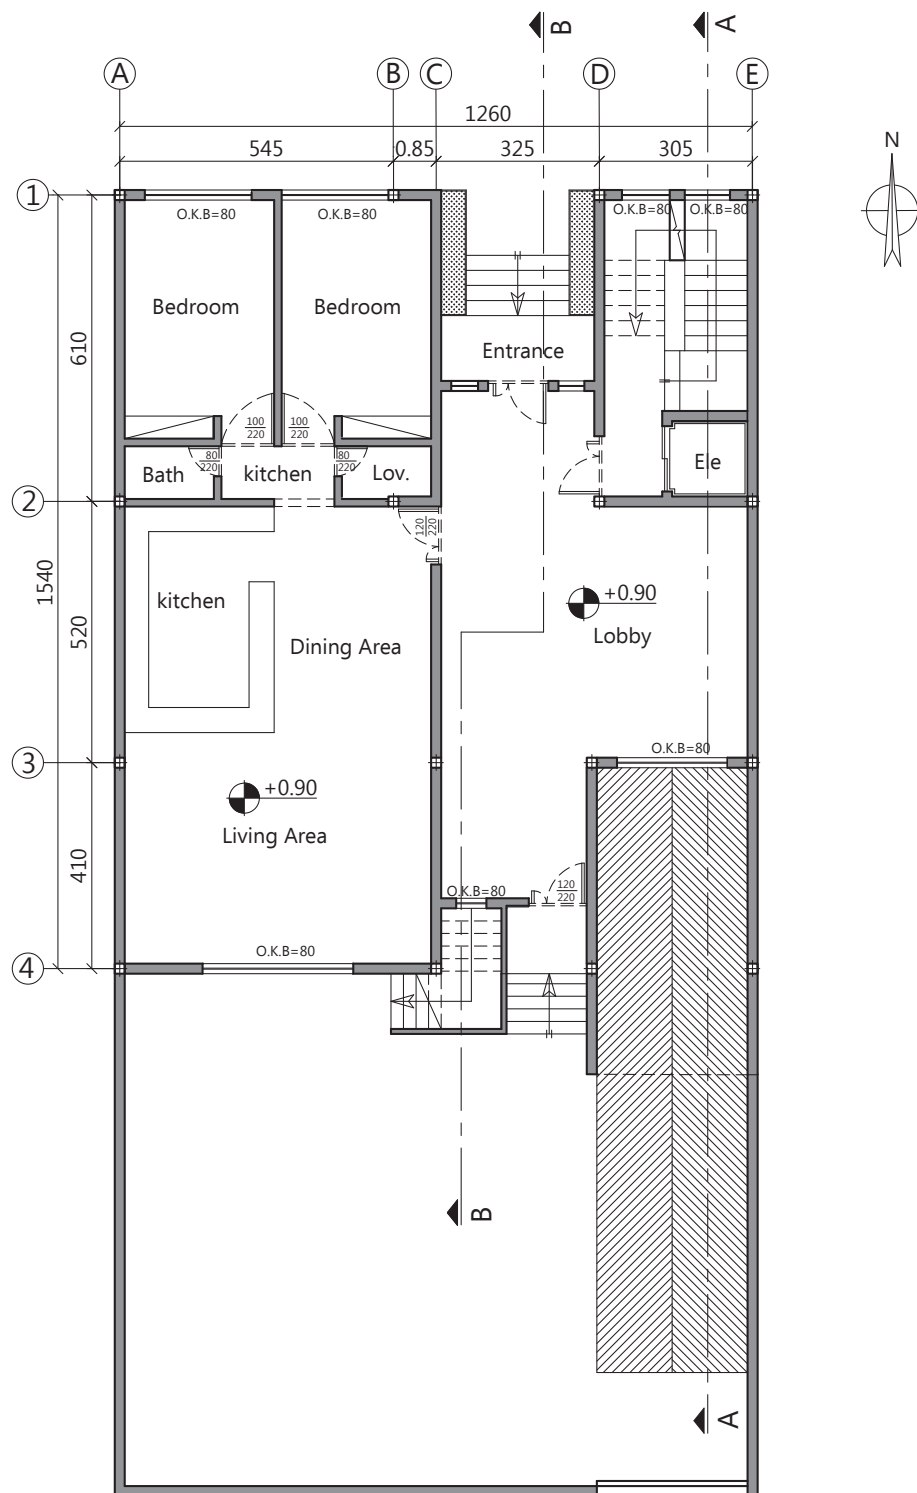 B
A
A
B
C
D
E
1260
545
0.85
325
305
N
1
O.K.B=80
O.K.B=80
O.K.B=80
O.K.B=80
Bedroom
Bedroom
610
Entrance
100
220
100
220
80
220
80
220
Bath
kitchen
Lov.
Ele
2
120
220
1540
kitchen
+0.90
520
Lobby
Dining Area
O.K.B=80
3
+0.90
Living Area
410
O.K.B=80
120
220
O.K.B=80
4
B
A